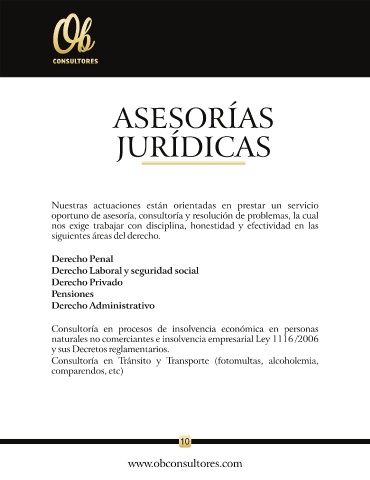 Ob
CONSULTORES
ASESORÍAS
JURÍDICAS
Nuestras actuaciones están orientadas en prestar un servicio
oportuno de asesoría, consultoría y resolución de problemas, la cual
nos exige trabajar con disciplina, honestidad y efectividad en las
siguientes áreas del derecho.
Derecho Penal
Derecho Laboral y seguridad social
Derecho Privado
Pensiones
Derecho Administrativo
Consultoría en procesos de insolvencia económica en personas
naturales no comerciantes e insolvencia empresarial Ley 1116/2006
y sus Decretos reglamentarios.
Consultoría en Tránsito y Transporte (fotomultas, alcoholemia,
comparendos, etc)
10
www.obconsultores.com